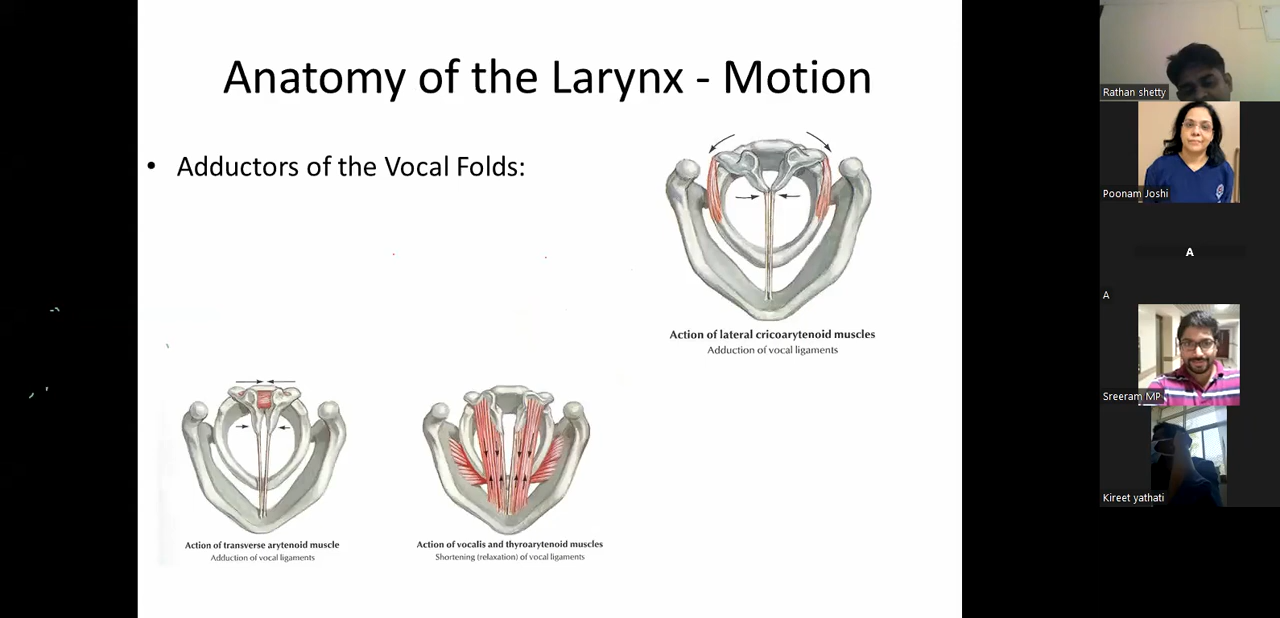 Anatomy of the Larynx - Motion
• Adductors of the Vocal Folds:
Action of lateral cricoarytenoid muscles
Adduction of vocal ligaments
Action of transverse arytenoid muscle
Adduction of vocal ligaments
Action of vocalis and thyroarytenoid muscles
Shortening (relaxation) of vocal ligaments
Rathan shetty
Poonam Joshi
A
A
Sreeram MP
Kireet yathati